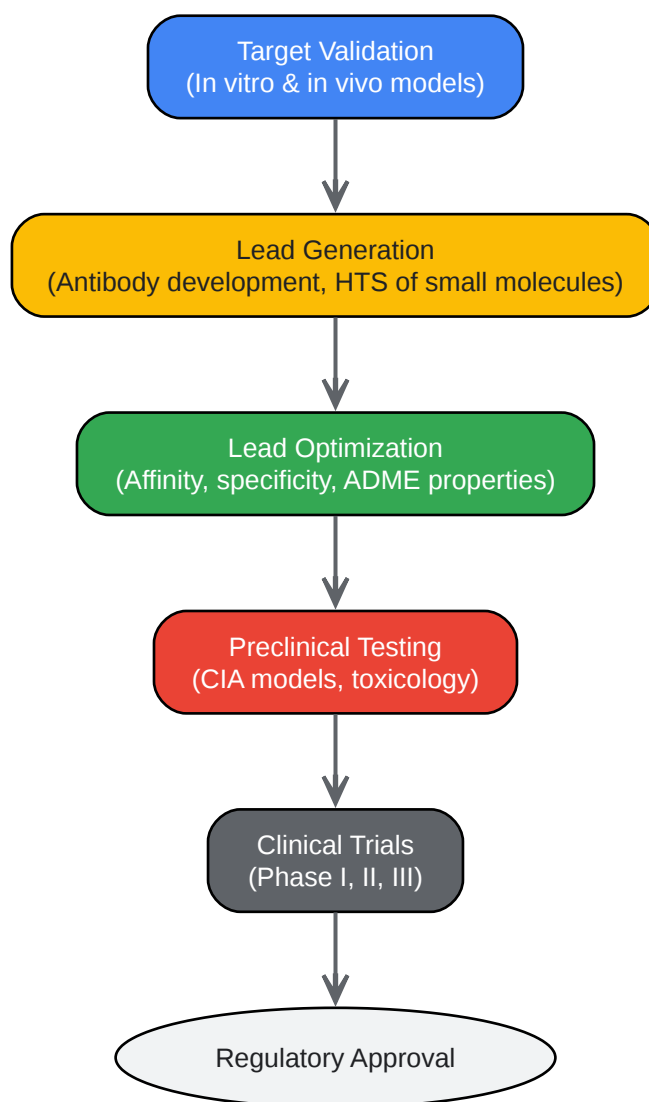 Target Validation
(In vitro & in vivo models)
Lead Generation
(Antibody development, HTS of small molecules)
Lead Optimization
(Affinity, specificity, ADME properties)
Preclinical Testing
(CIA models, toxicology)
Clinical Trials
(Phase I, II, III)
Regulatory Approval